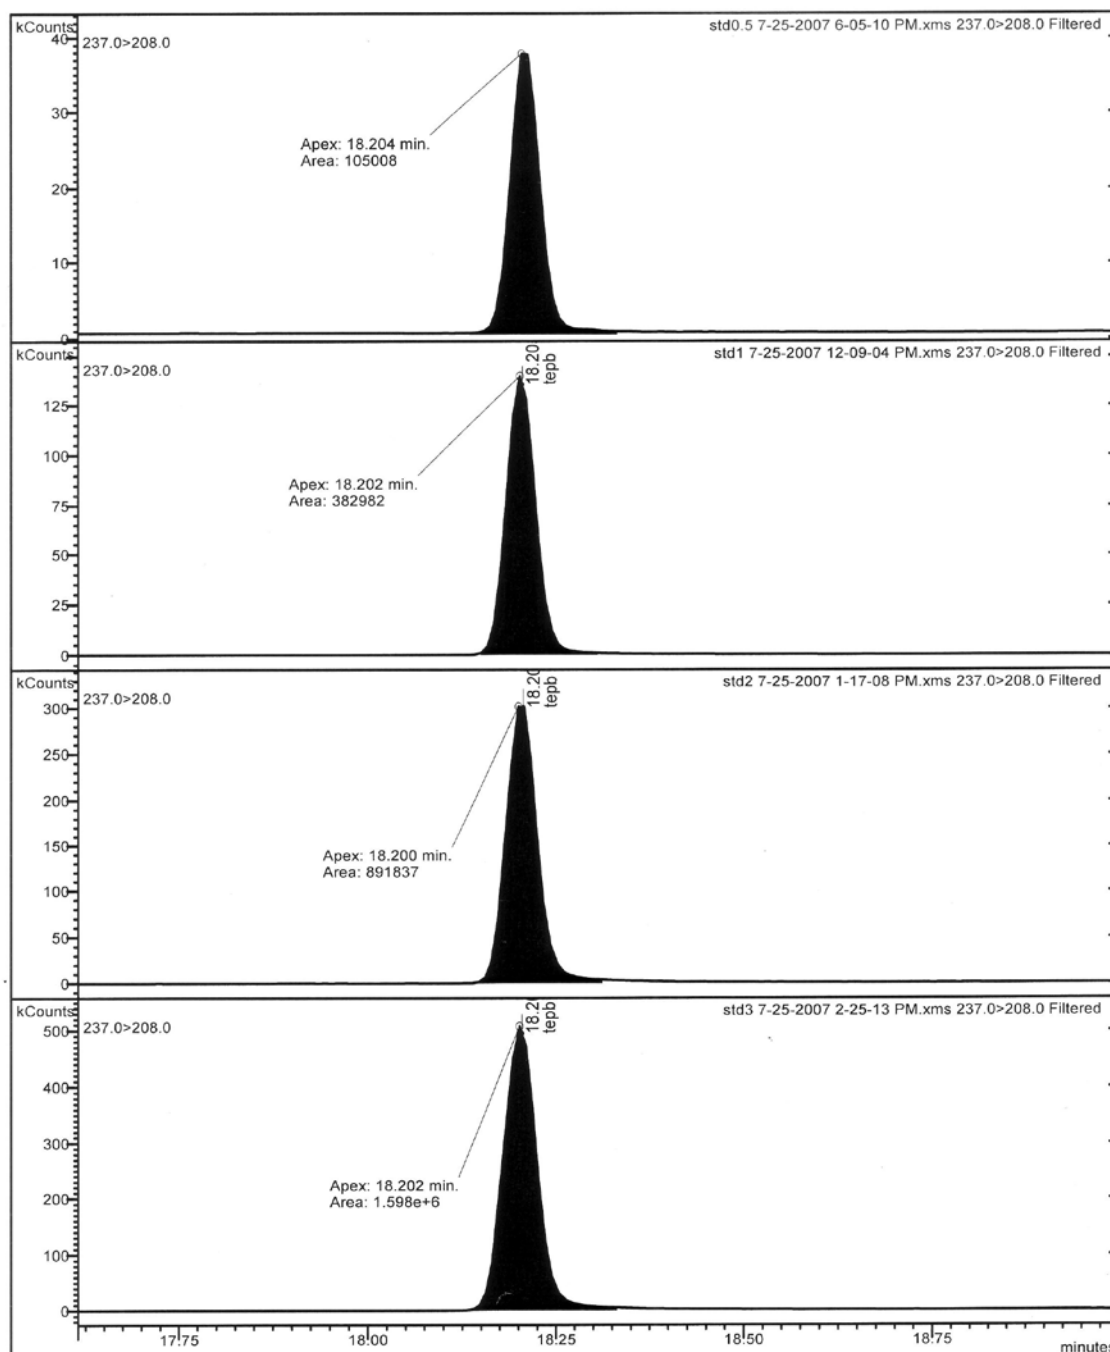 kCounts
std0.5 7-25-2007 6-05-10 PM.xms 237.0>208.0 Filtered
40
237.0>208.0
30
Apex: 18.204 min.
Area: 105008
20
10
0
kCounts
std1 7-25-2007 12-09-04 PM.xms 237.0>208.0 Filtered
237.0>208.0
18.20
tepb
125
100
Apex: 18.202 min.
Area: 382982
75
50
25
0
kCounts
std2 7-25-2007 1-17-08 PM.xms 237.0>208.0 Filtered
237.0>208.0
18.20
tepb
300
250
200
150
Apex: 18.200 min.
Area: 891837
100
50
0
kCounts
std3 7-25-2007 2-25-13 PM.xms 237.0>208.0 Filtered
237.0>208.0
18.2
tepb
500
400
300
Apex: 18.202 min.
Area: 1.598e+6
200
100
0
17.75 18.00 18.25 18.50 18.75
minutes